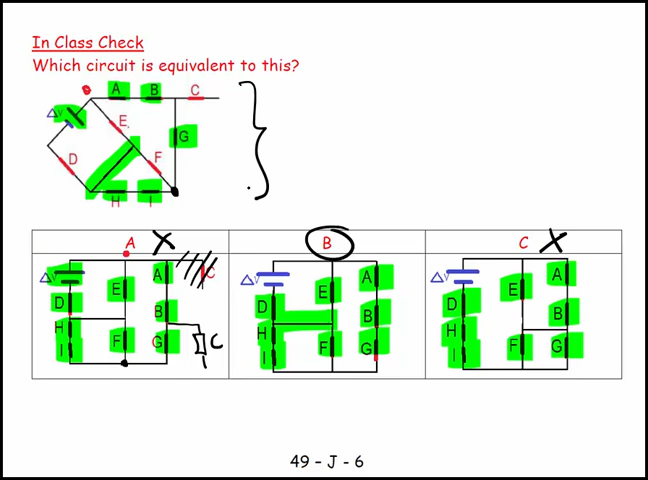 In Class Check
Which circuit is equivalent to this?
A B C
ΔV E G
D F
H I
A X B C X
ΔV E A C
D B
H F G C
I
ΔV E A
D B
H F G
I
ΔV E A
D B
H
I F G
49 - J - 6